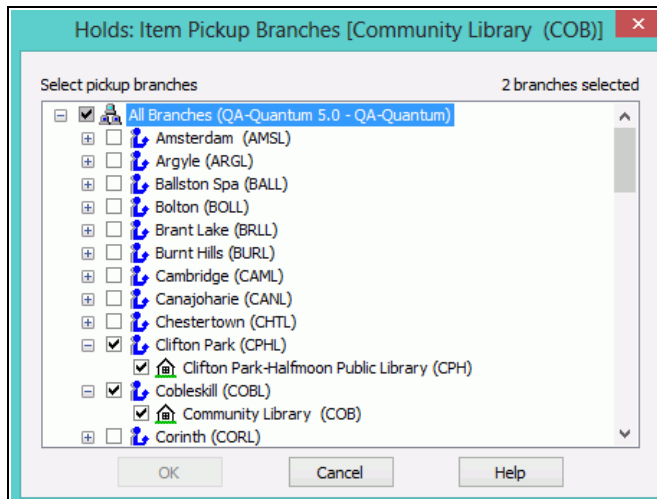 Holds: Item Pickup Branches [Community Library  (COB)]
Select pickup branches 2 branches selected
All Branches (QA-Quantum 5.0 - QA-Quantum)
Amsterdam  (AMSL)
Argyle (ARGL)
Ballston Spa (BALL)
Bolton (BOLL)
Brant Lake (BRLL)
Burnt Hills (BURL)
Cambridge (CAML)
Canajoharie (CANL)
Chestertown (CHTL)
Clifton Park (CPHL)
Clifton Park-Halfmoon Public Library (CPH)
Cobleskill (COBL)
Community Library  (COB)
Corinth (CORL)
OK Cancel Help